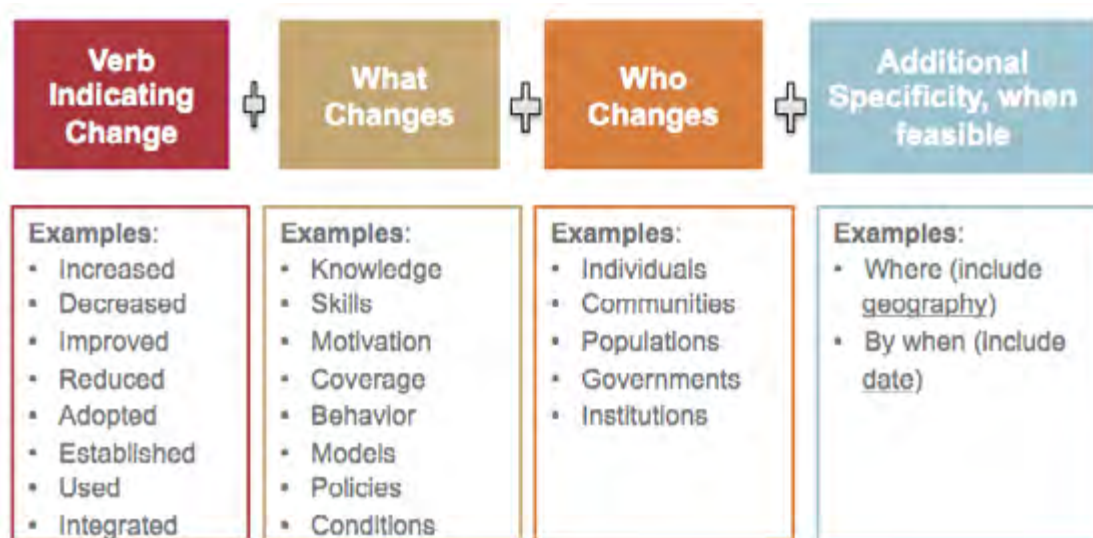 Verb
Indicating
Change
What
Changes
Who
Changes
Additional
Specificity, when
feasible
Examples:
• Increased
• Decreased
• Improved
• Reduced
• Adopted
• Established
• Used
• Integrated
Examples:
• Knowledge
• Skills
• Motivation
• Coverage
• Behavior
• Models
• Policies
• Conditions
Examples:
• Individuals
• Communities
• Populations
• Governments
• Institutions
Examples:
• Where (include
geography)
• By when (include
date)